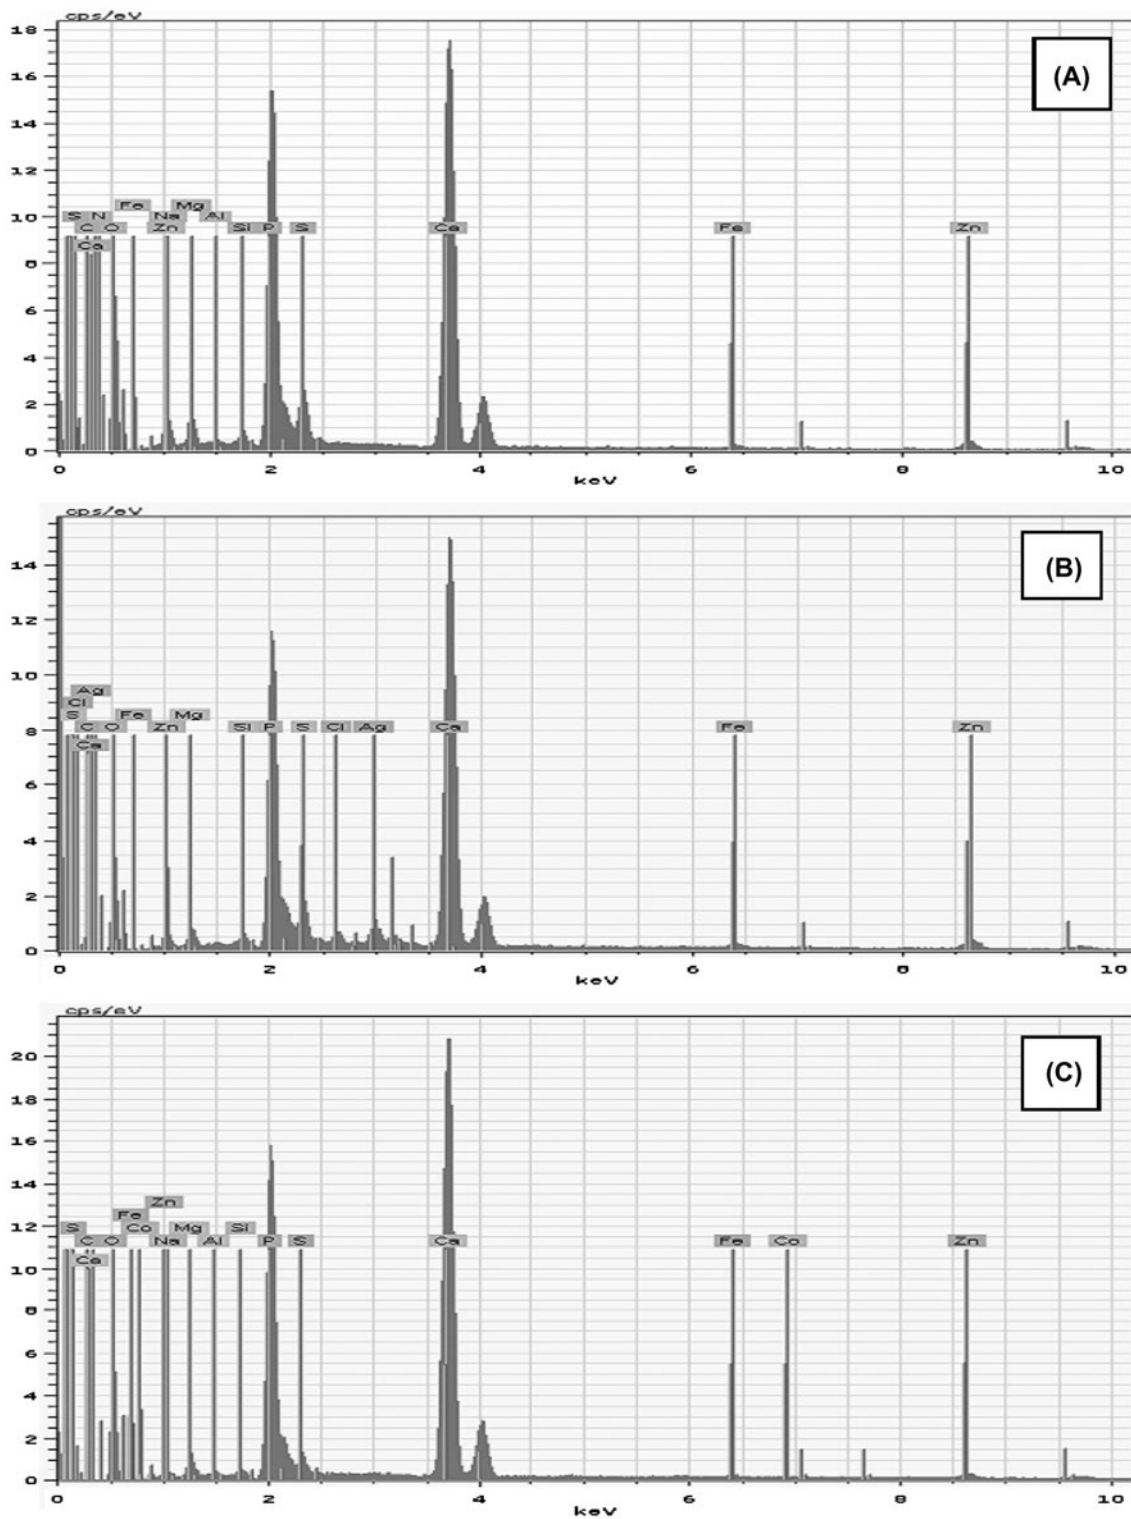 cps/eV
(A)
18
16
14
12
10
8
6
4
2
0
Fe Mg
S N Na Al
C O Zn Si P S Ca Fe Zn
Ca
0 2 4 6 8 10
keV
cps/eV
(B)
14
12
10
8
6
4
2
0
Ag
Cl
S Fe Mg
C O Zn Si P S Cl Ag Ca Fe Zn
Ca
0 2 4 6 8 10
keV
cps/eV
(C)
20
18
16
14
12
10
8
6
4
2
0
Zn
Fe
S Co Mg Si
C O Na Al P S Ca Fe Co Zn
Ca
0 2 4 6 8 10
keV